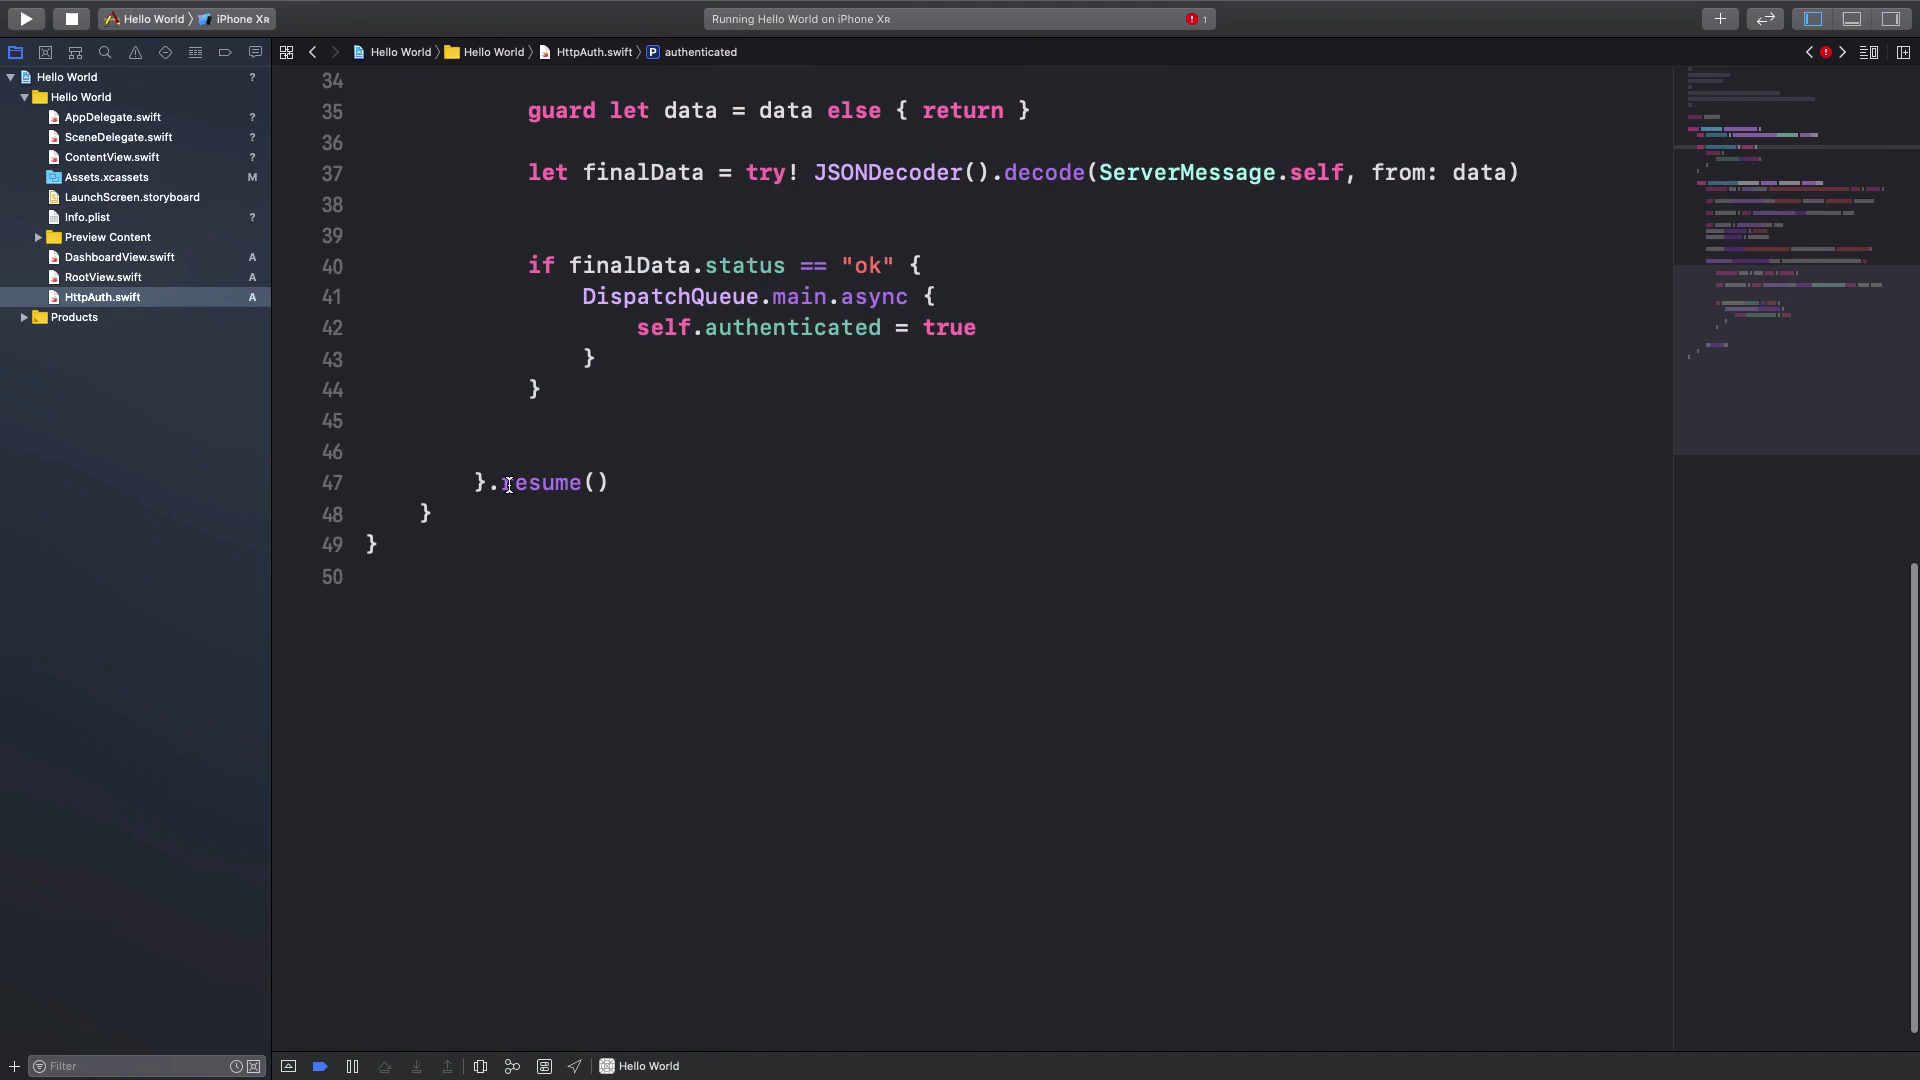 Hello World iPhone XR
Running Hello World on iPhone XR 1
Hello World Hello World HttpAuth.swift P authenticated
Hello World ?
Hello World
AppDelegate.swift ?
SceneDelegate.swift ?
ContentView.swift ?
Assets.xcassets M
LaunchScreen.storyboard
Info.plist ?
Preview Content
DashboardView.swift A
RootView.swift A
HttpAuth.swift A
Products
34
35 guard let data = data else { return }
36
37 let finalData = try! JSONDecoder().decode(ServerMessage.self, from: data)
38
39
40 if finalData.status == "ok" {
41 DispatchQueue.main.async {
42 self.authenticated = true
43 }
44 }
45
46
47 }.resume()
48 }
49 }
50
Filter
Hello World